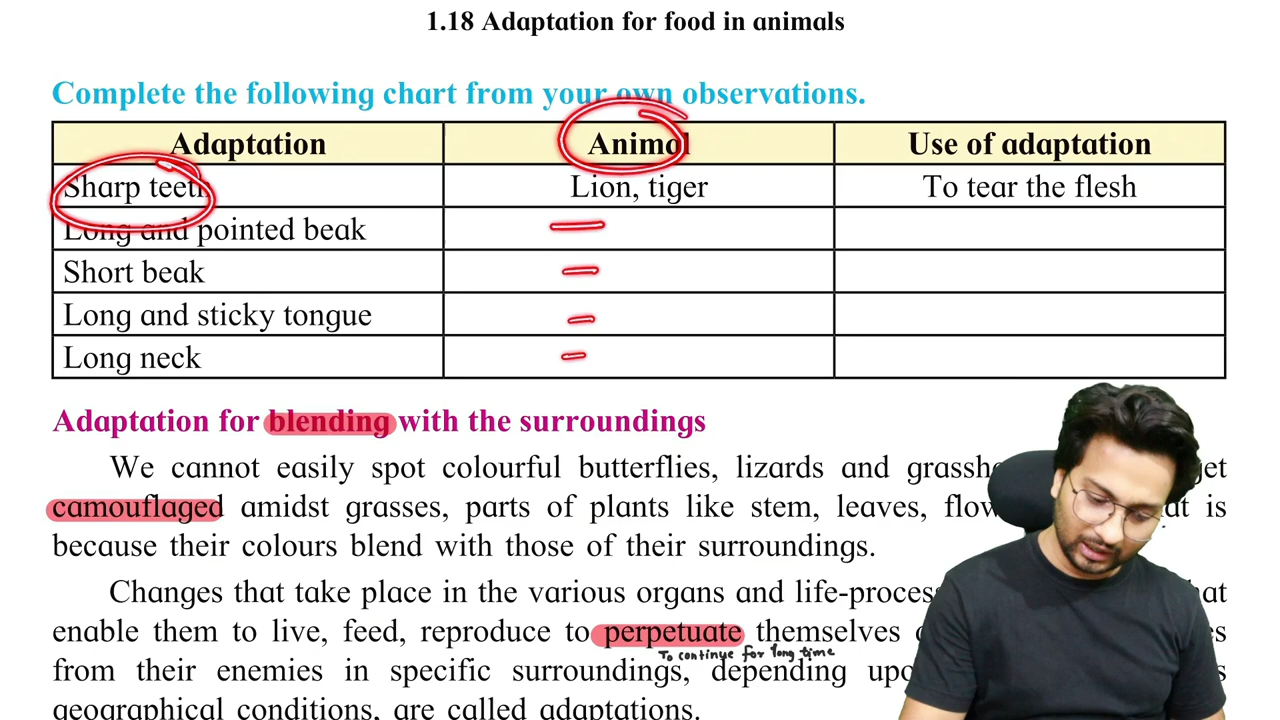 1.18 Adaptation for food in animals
Complete the following chart from your own observations.
Adaptation Animal Use of adaptation
Sharp teeth Lion, tiger To tear the flesh
Long and pointed beak
Short beak
Long and sticky tongue
Long neck
Adaptation for blending with the surroundings
We cannot easily spot colourful butterflies, lizards and get
camouflaged amidst grasses, parts of plants like stem, leaves, is
because their colours blend with those of their surroundings.
Changes that take place in the various organs and
enable them to live, feed, reproduce to perpetuate themselves
To continue for long time
from their enemies in specific surroundings, depending
geographical conditions, are called adaptations.